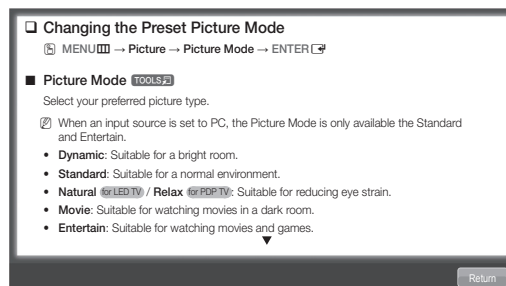 ❑ Changing the Preset Picture Mode
MENU → Picture → Picture Mode → ENTER
■ Picture Mode TOOLS
Select your preferred picture type.
When an input source is set to PC, the Picture Mode is only available the Standard
and Entertain.
• Dynamic: Suitable for a bright room.
• Standard: Suitable for a normal environment.
• Natural for LED TV / Relax for PDP TV: Suitable for reducing eye strain.
• Movie: Suitable for watching movies in a dark room.
• Entertain: Suitable for watching movies and games.
▼
Return